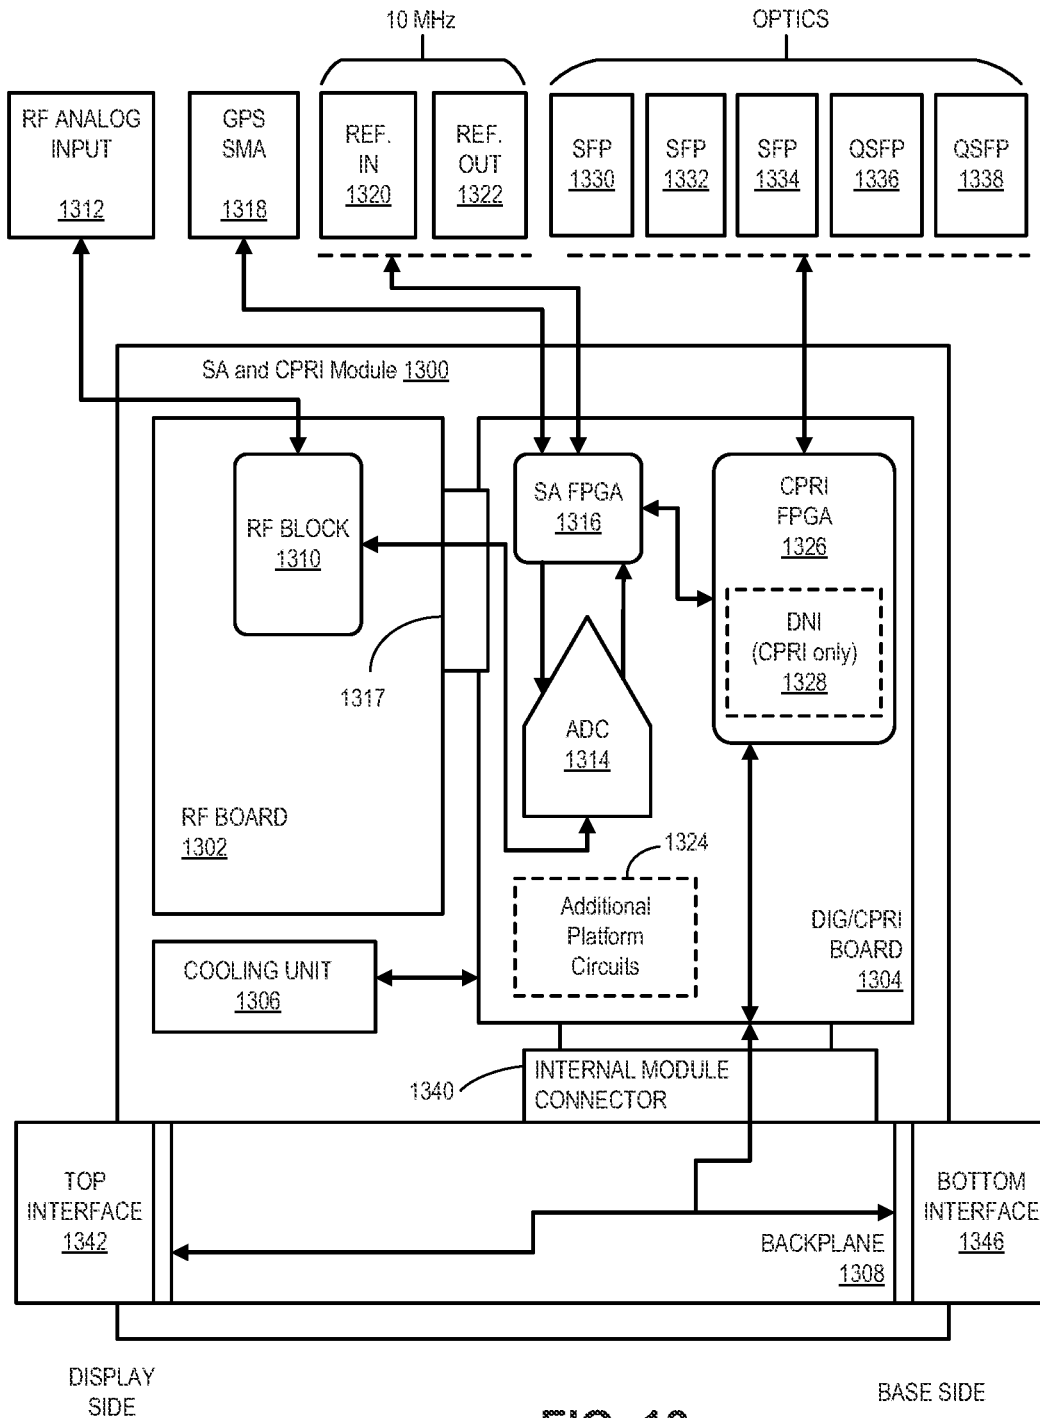 10 MHz
OPTICS
RF ANALOG
INPUT
1312
GPS
SMA
1318
REF.
IN
1320
REF.
OUT
1322
SFP
1330
SFP
1332
SFP
1334
QSFP
1336
QSFP
1338
SA and CPRI Module 1300
RF BLOCK
1310
SA FPGA
1316
CPRI
FPGA
1326
DNI
(CPRI only)
1328
1317
ADC
1314
RF BOARD
1302
1324
Additional
Platform
Circuits
DIG/CPRI
BOARD
1304
COOLING UNIT
1306
1340
INTERNAL MODULE
CONNECTOR
TOP
INTERFACE
1342
BACKPLANE
1308
BOTTOM
INTERFACE
1346
DISPLAY
SIDE
BASE SIDE